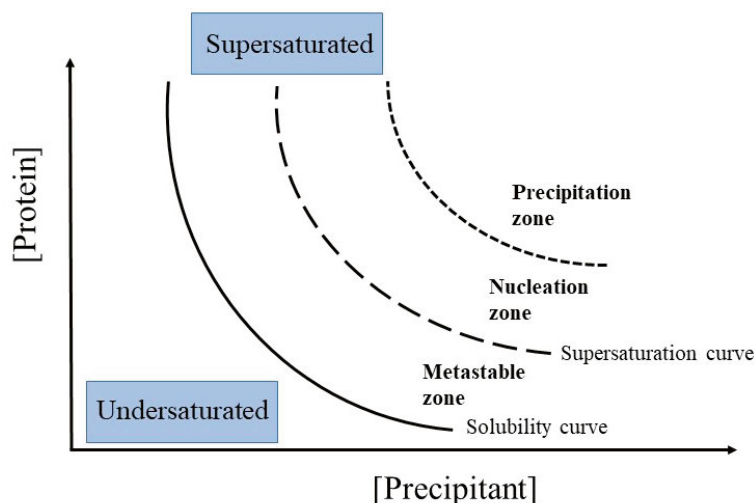 Supersaturated
[Protein]
Precipitation
zone
Nucleation
zone
Supersaturation curve
Metastable
zone
Undersaturated
Solubility curve
[Precipitant]